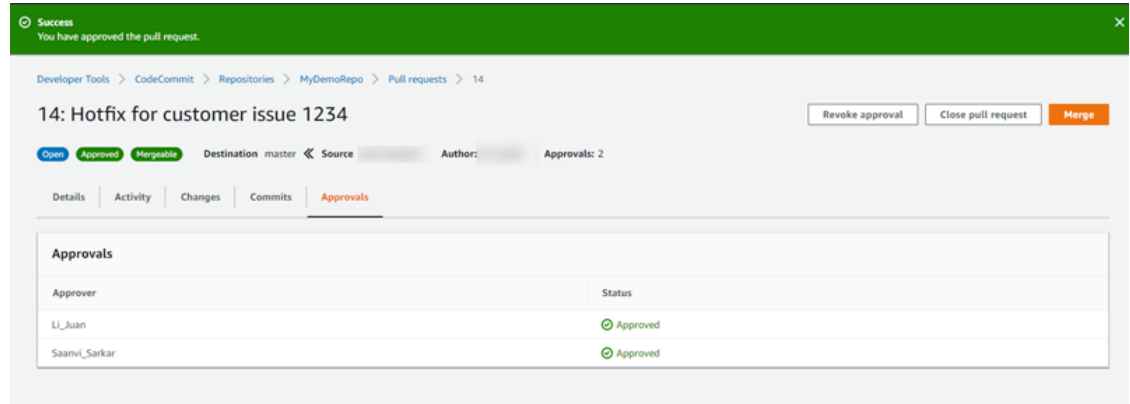 Success
You have approved the pull request.
Developer Tools > CodeCommit > Repositories > MyDemoRepo > Pull requests > 14
14: Hotfix for customer issue 1234
Revoke approval Close pull request Merge
Open Approved Mergeable Destination master « Source Author: Approvals: 2
Details Activity Changes Commits Approvals
Approvals
Approver Status
Li_Juan Approved
Saanvi_Sarkar Approved